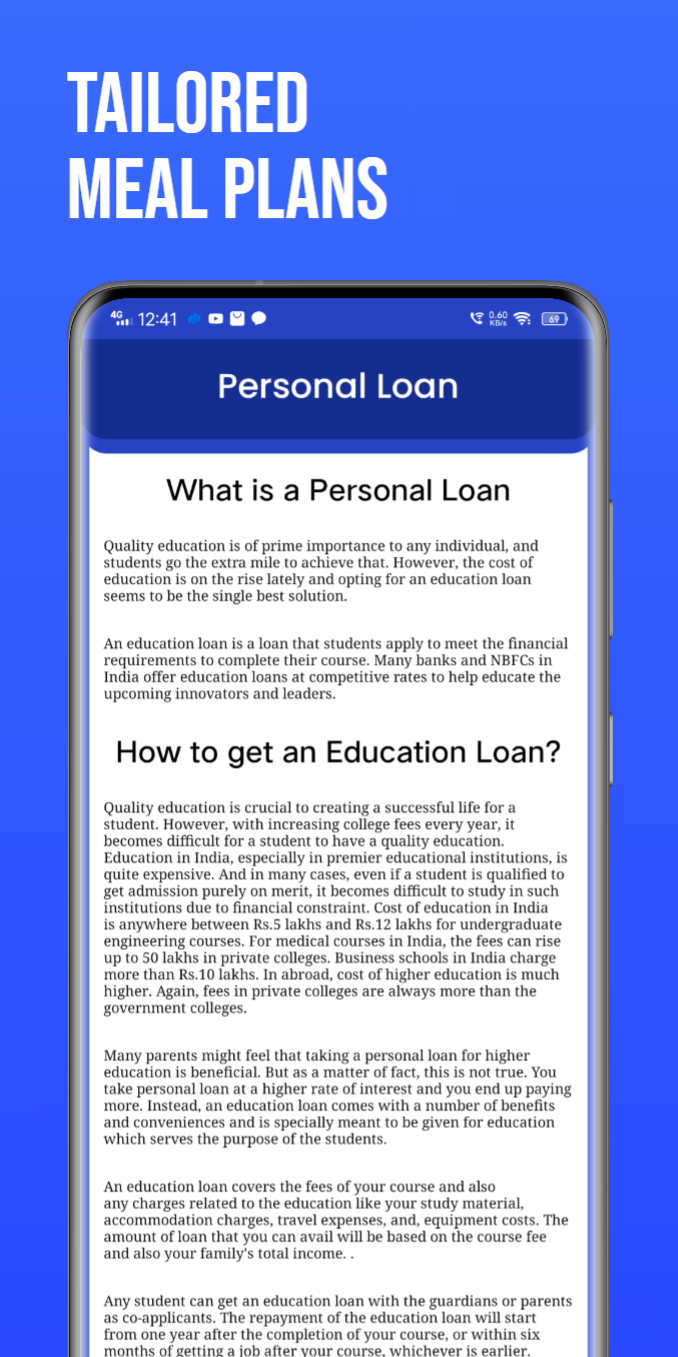 TAILORED
MEAL PLANS
4G 12:41 0.60 KB/s 69
Personal Loan
What is a Personal Loan
Quality education is of prime importance to any individual, and
students go the extra mile to achieve that. However, the cost of
education is on the rise lately and opting for an education loan
seems to be the single best solution.
An education loan is a loan that students apply to meet the financial
requirements to complete their course. Many banks and NBFCs in
India offer education loans at competitive rates to help educate the
upcoming innovators and leaders.
How to get an Education Loan?
Quality education is crucial to creating a successful life for a
student. However, with increasing college fees every year, it
becomes difficult for a student to have a quality education.
Education in India, especially in premier educational institutions, is
quite expensive. And in many cases, even if a student is qualified to
get admission purely on merit, it becomes difficult to study in such
institutions due to financial constraint. Cost of education in India
is anywhere between Rs.5 lakhs and Rs.12 lakhs for undergraduate
engineering courses. For medical courses in India, the fees can rise
up to 50 lakhs in private colleges. Business schools in India charge
more than Rs.10 lakhs. In abroad, cost of higher education is much
higher. Again, fees in private colleges are always more than the
government colleges.
Many parents might feel that taking a personal loan for higher
education is beneficial. But as a matter of fact, this is not true. You
take personal loan at a higher rate of interest and you end up paying
more. Instead, an education loan comes with a number of benefits
and conveniences and is specially meant to be given for education
which serves the purpose of the students.
An education loan covers the fees of your course and also
any charges related to the education like your study material,
accommodation charges, travel expenses, and, equipment costs. The
amount of loan that you can avail will be based on the course fee
and also your family's total income. .
Any student can get an education loan with the guardians or parents
as co-applicants. The repayment of the education loan will start
from one year after the completion of your course, or within six
months of getting a job after your course, whichever is earlier.